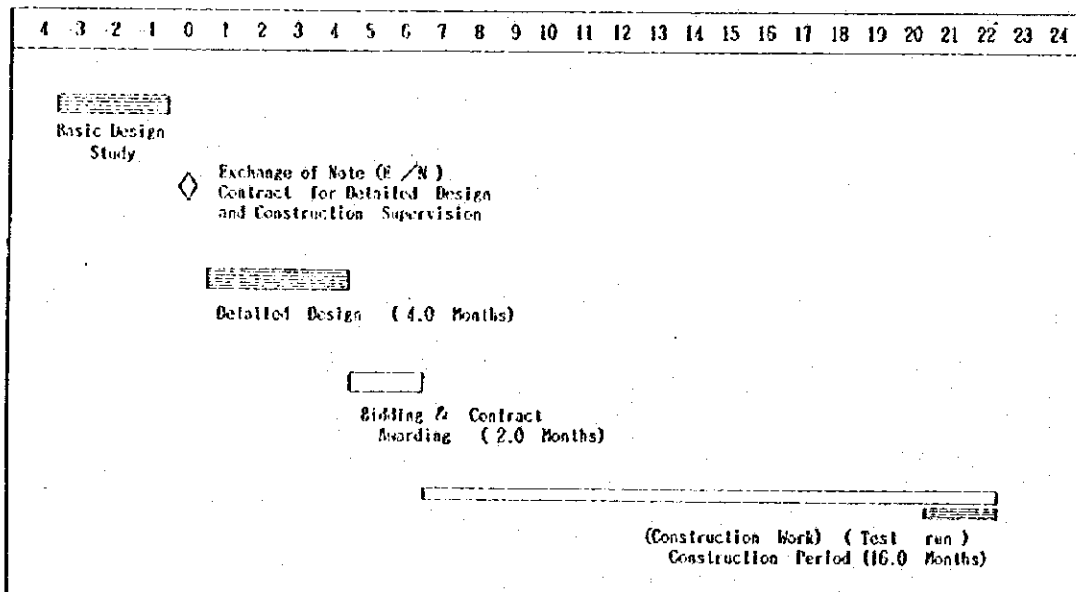 4 -3 -2 -1 0 1 2 3 4 5 6 7 8 9 10 11 12 13 14 15 16 17 18 19 20 21 22 23 24
Basic Design
Study
Exchange of Note (E/N)
Contract for Detailed Design
and Construction Supervision
Detailed Design (4.0 Months)
Bidding & Contract
Awarding (2.0 Months)
(Construction Work) (Test run)
Construction Period (16.0 Months)